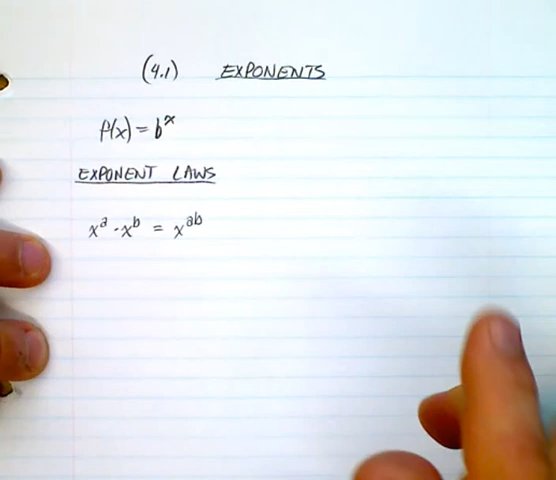 (4.1) EXPONENTS
f(x) = b^x
EXPONENT LAWS
x^a · x^b = x^ab